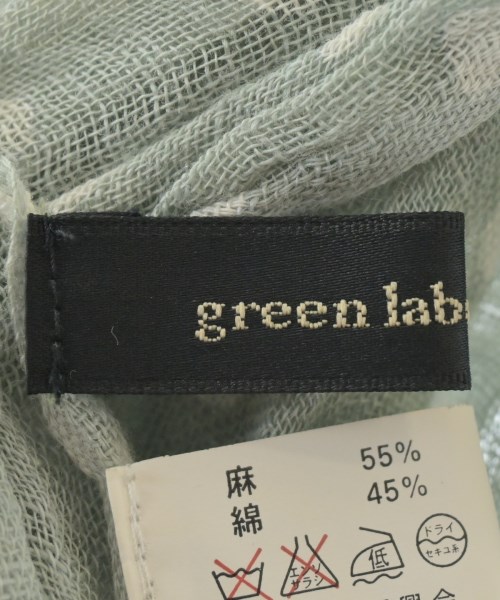 green lab
麻 55%
綿 45%
エンソ
サラシ
低
ドライ
セキユ系